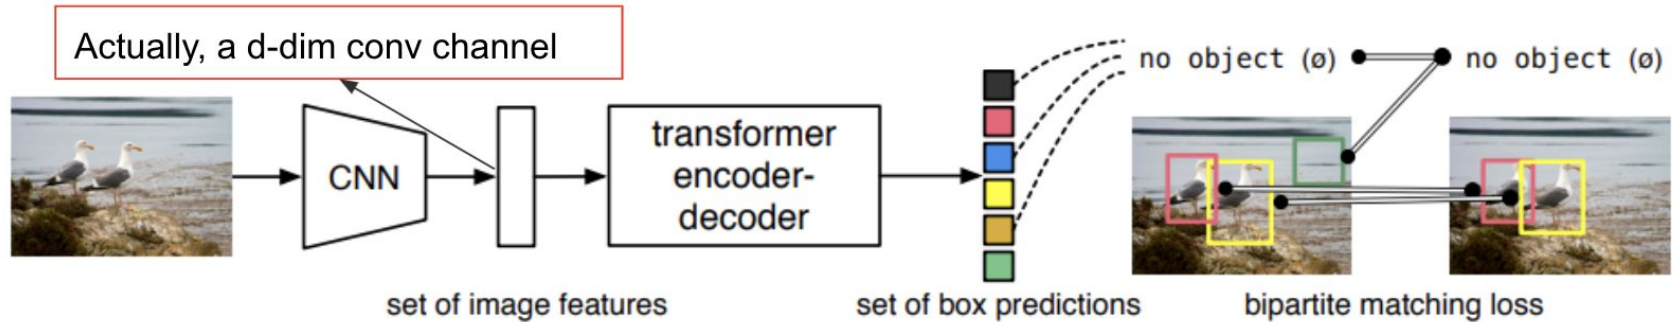 Actually, a d-dim conv channel
no object (ø)
no object (ø)
CNN
transformer
encoder-
decoder
set of image features
set of box predictions
bipartite matching loss